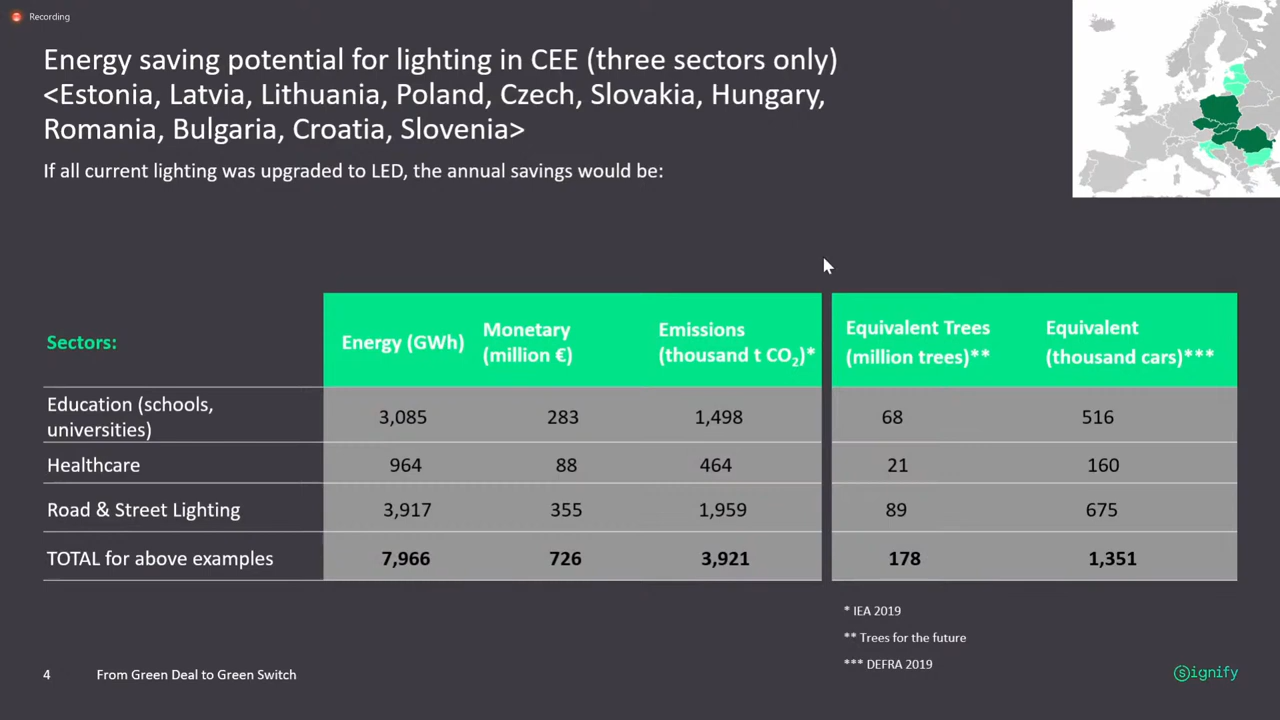 Recording
Energy saving potential for lighting in CEE (three sectors only)
<Estonia, Latvia, Lithuania, Poland, Czech, Slovakia, Hungary,
Romania, Bulgaria, Croatia, Slovenia>
If all current lighting was upgraded to LED, the annual savings would be:
Sectors: Energy (GWh) Monetary (million €) Emissions (thousand t CO₂)* Equivalent Trees (million trees)** Equivalent (thousand cars)***
Education (schools, universities) 3,085 283 1,498 68 516
Healthcare 964 88 464 21 160
Road & Street Lighting 3,917 355 1,959 89 675
TOTAL for above examples 7,966 726 3,921 178 1,351
* IEA 2019
** Trees for the future
*** DEFRA 2019
4 From Green Deal to Green Switch
Signify